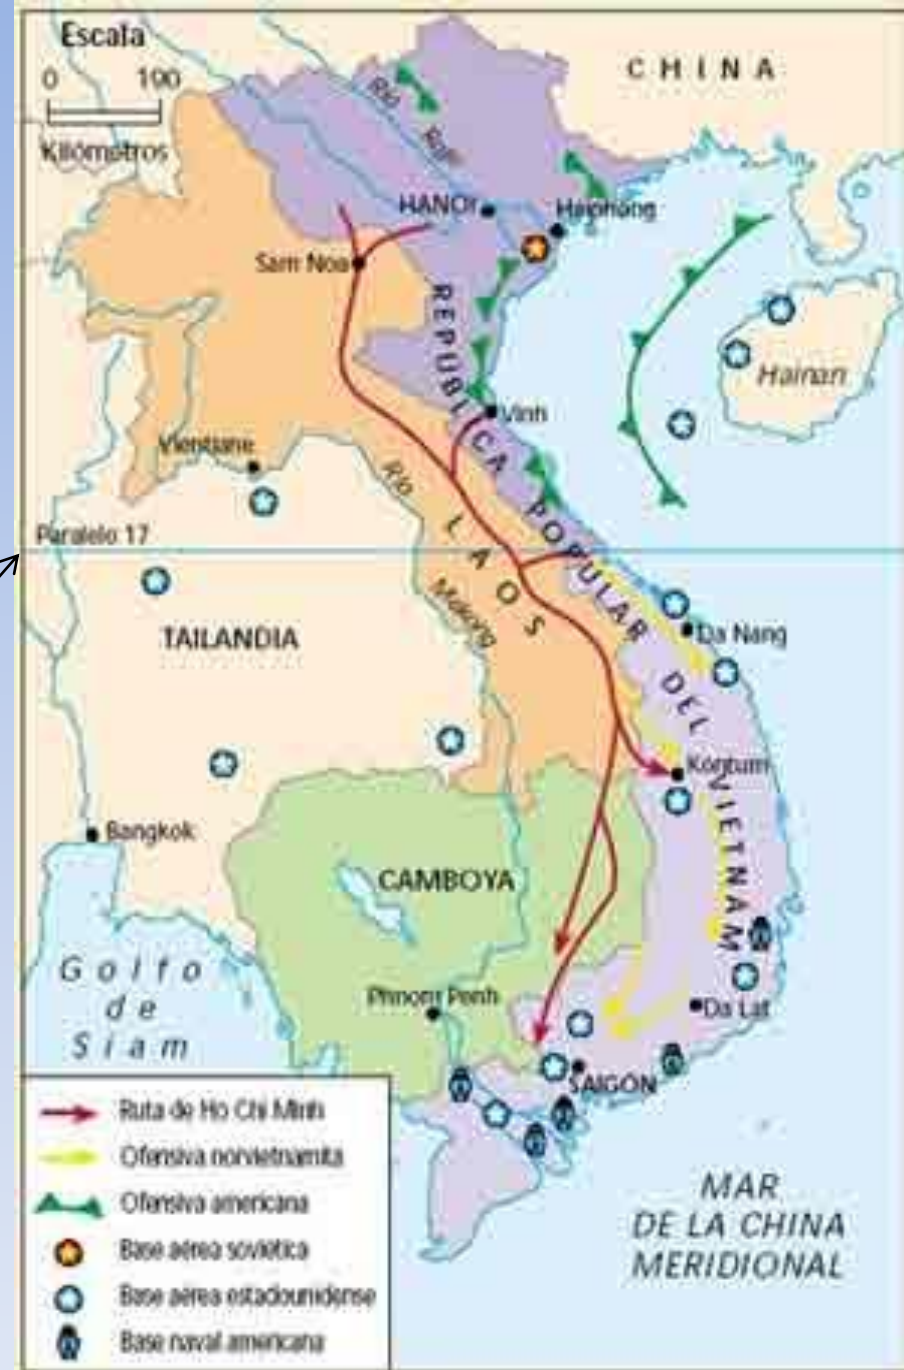 Escala
0 100
Kilómetros
CHINA
Río Rojo
HANOI
Haiphong
Sam Noa
REPUBLICA POPULAR DEL VIETNAM
Hainan
Vinh
Vientiane
Río Mekong
LAOS
Paralelo 17
TAILANDIA
Da Nang
Kontum
Bangkok
CAMBOYA
Golfo
de
Siam
Phnom Penh
Da Lat
SAIGÓN
Ruta de Ho Chi Minh
Ofensiva norvietnamita
Ofensiva americana
Base aérea soviética
Base aérea estadounidense
Base naval americana
MAR
DE LA CHINA
MERIDIONAL